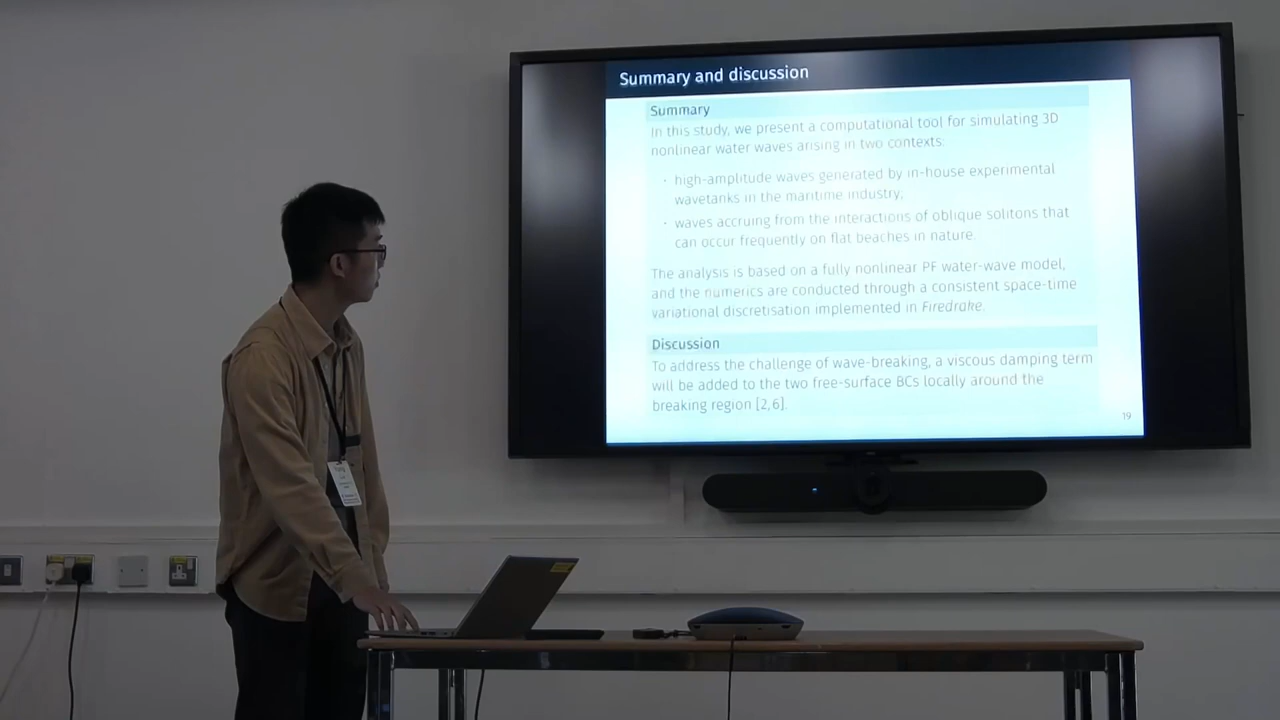 Summary and discussion
Summary
In this study, we present a computational tool for simulating 3D
nonlinear water waves arising in two contexts:
· high-amplitude waves generated by in-house experimental
wavetanks in the maritime industry;
· waves accruing from the interactions of oblique solitons that
can occur frequently on flat beaches in nature.
The analysis is based on a fully nonlinear PF water-wave model,
and the numerics are conducted through a consistent space-time
variational discretisation implemented in Firedrake.
Discussion
To address the challenge of wave-breaking, a viscous damping term
will be added to the two free-surface BCs locally around the
breaking region [2,6].
19